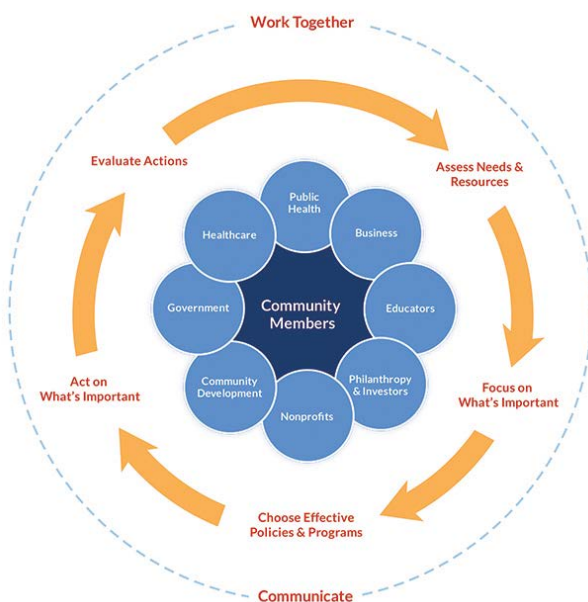 Work Together
Evaluate Actions
Assess Needs &
Resources
Public
Health
Healthcare
Business
Government
Community
Members
Educators
Community
Development
Philanthropy
& Investors
Nonprofits
Act on
What's Important
Focus on
What's Important
Choose Effective
Policies & Programs
Communicate